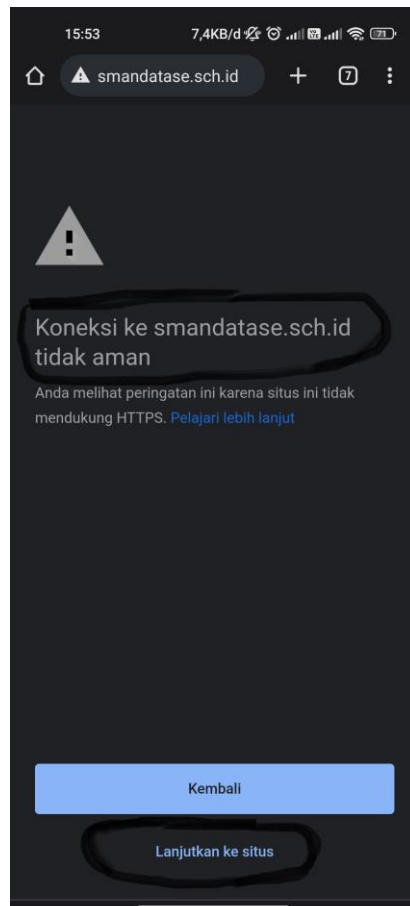 15:53 7,4KB/d 71
smandatase.sch.id + 7
Koneksi ke smandatase.sch.id
tidak aman
Anda melihat peringatan ini karena situs ini tidak
mendukung HTTPS. Pelajari lebih lanjut
Kembali
Lanjutkan ke situs